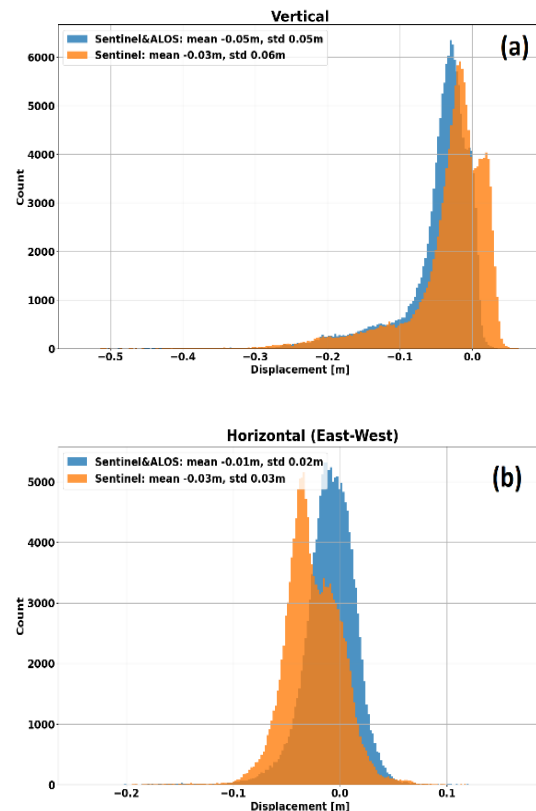 Vertical
Sentinel&ALOS: mean -0.05m, std 0.05m
Sentinel: mean -0.03m, std 0.06m
(a)
6000
5000
4000
3000
2000
1000
0
Count
−0.5 −0.4 −0.3 −0.2 −0.1 0.0
Displacement [m]
Horizontal (East-West)
Sentinel&ALOS: mean -0.01m, std 0.02m
Sentinel: mean -0.03m, std 0.03m
(b)
5000
4000
3000
2000
1000
0
Count
−0.2 −0.1 0.0 0.1
Displacement [m]